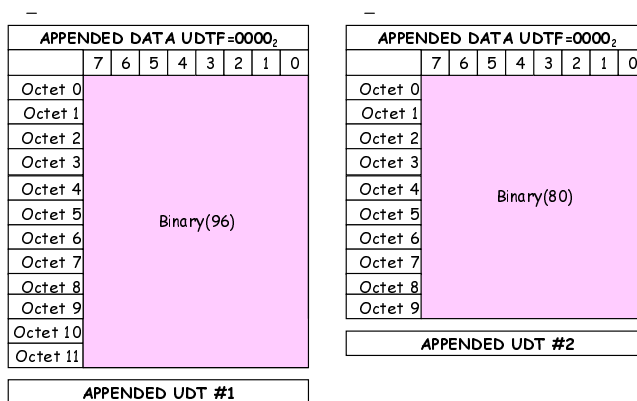 APPENDED DATA UDTF=0000₂
7 6 5 4 3 2 1 0
Octet 0
Octet 1
Octet 2
Octet 3
Octet 4
Octet 5
Octet 6
Octet 7
Octet 8
Octet 9
Octet 10
Octet 11
Binary(96)
APPENDED UDT #1
APPENDED DATA UDTF=0000₂
7 6 5 4 3 2 1 0
Octet 0
Octet 1
Octet 2
Octet 3
Octet 4
Octet 5
Octet 6
Octet 7
Octet 8
Octet 9
Binary(80)
APPENDED UDT #2